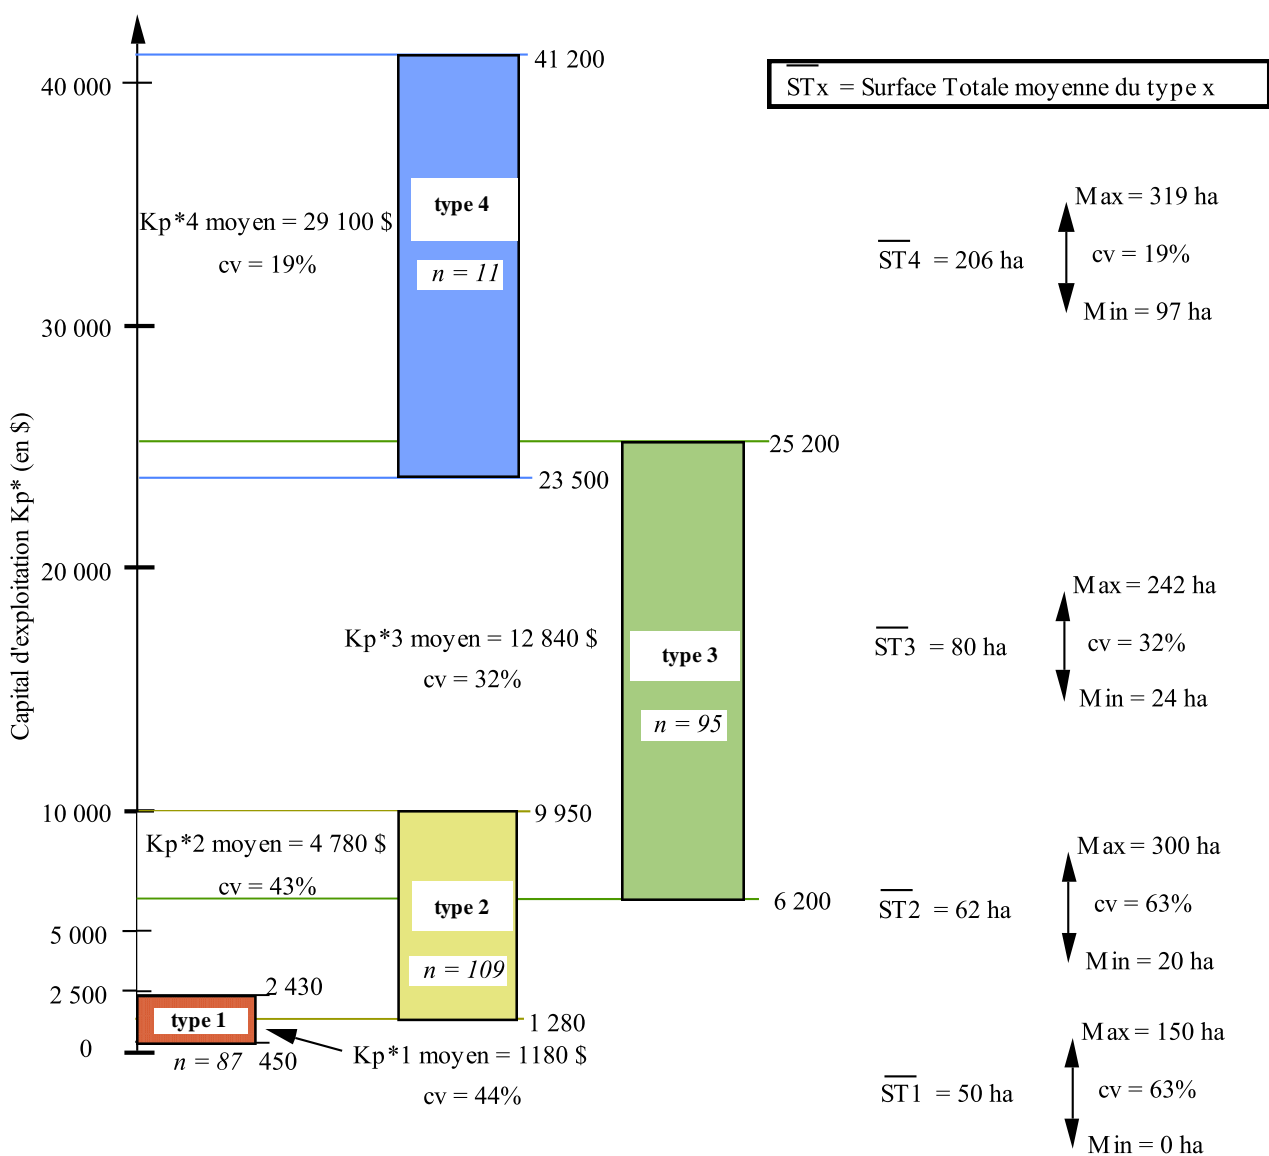 41 200
40 000
STx = Surface Totale moyenne du type x
Max = 319 ha
type 4
Kp*4 moyen = 29 100 $
cv = 19%
n = 11
ST4 = 206 ha
cv = 19%
Min = 97 ha
30 000
Capital d'exploitation Kp* (en $)
25 200
23 500
20 000
Max = 242 ha
Kp*3 moyen = 12 840 $
cv = 32%
type 3
n = 95
ST3 = 80 ha
cv = 32%
Min = 24 ha
10 000
9 950
Kp*2 moyen = 4 780 $
cv = 43%
type 2
n = 109
6 200
Max = 300 ha
ST2 = 62 ha
cv = 63%
Min = 20 ha
5 000
2 500
2 430
type 1
1 280
0
n = 87
450
Kp*1 moyen = 1180 $
cv = 44%
Max = 150 ha
ST1 = 50 ha
cv = 63%
Min = 0 ha